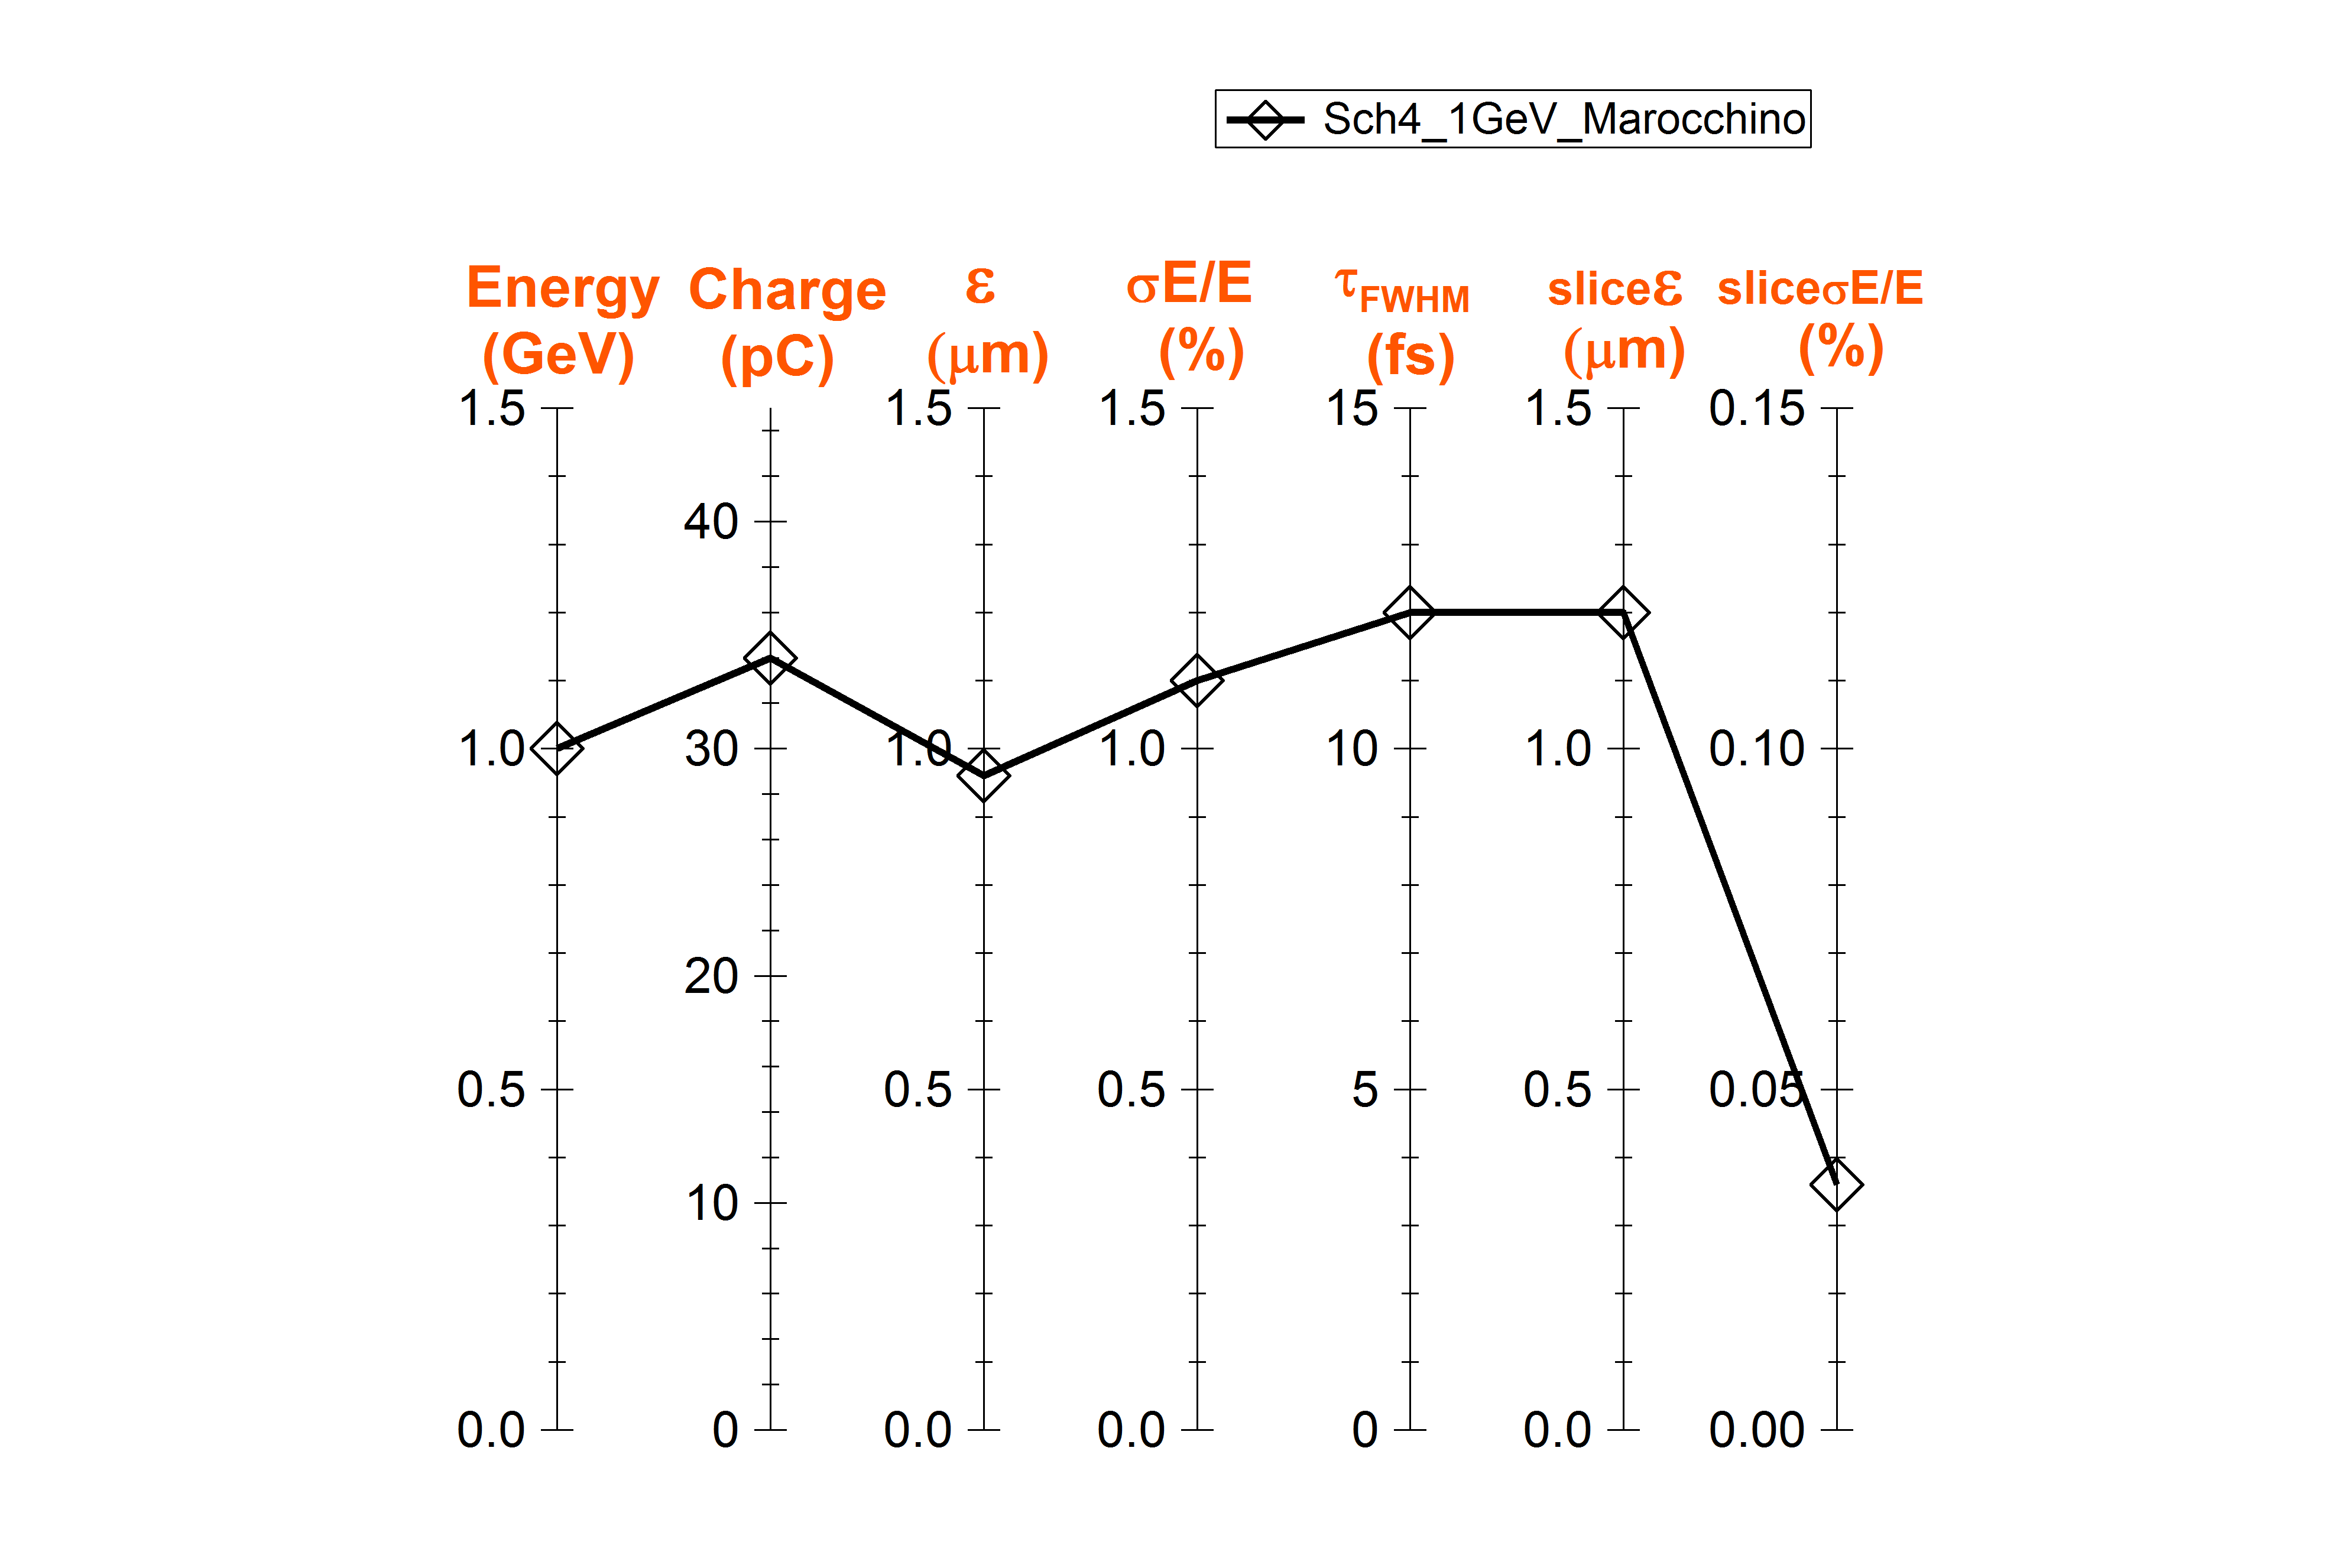 Sch4_1GeV_Marocchino
Energy Charge ε σE/E τFWHM sliceε sliceσE/E
(GeV) (pC) (μm) (%) (fs) (μm) (%)
1.5 1.5 1.5 15 1.5 0.15
40
1.0 30 1.0 1.0 10 1.0 0.10
20
0.5 0.5 0.5 5 0.5 0.05
10
0.0 0 0.0 0.0 0 0.0 0.00